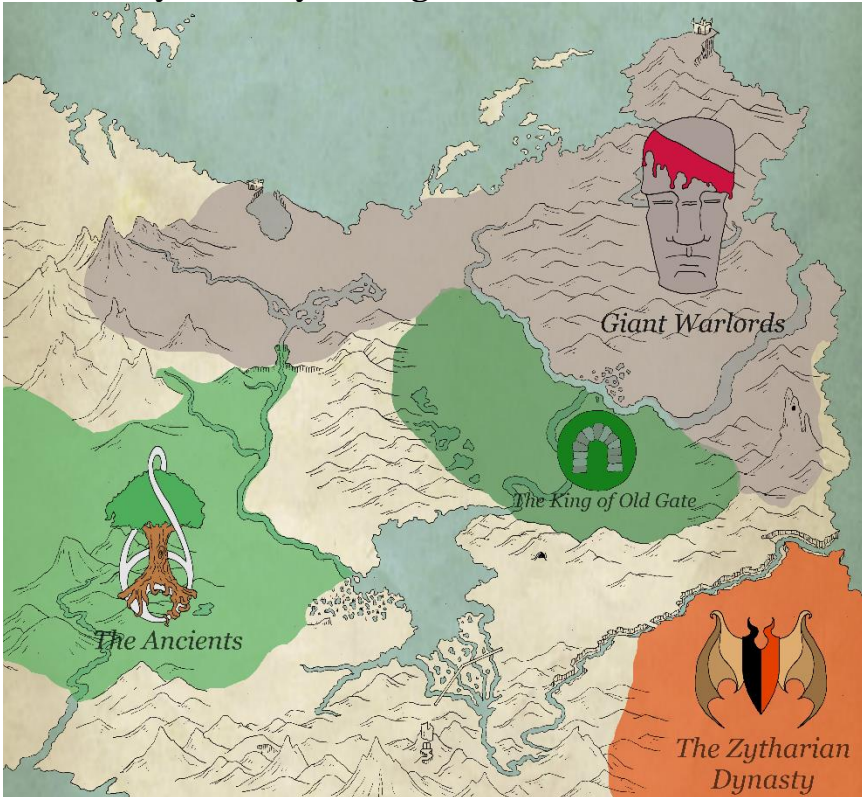 Giant Warlords
The King of Old Gate
The Ancients
The Zytharian
Dynasty